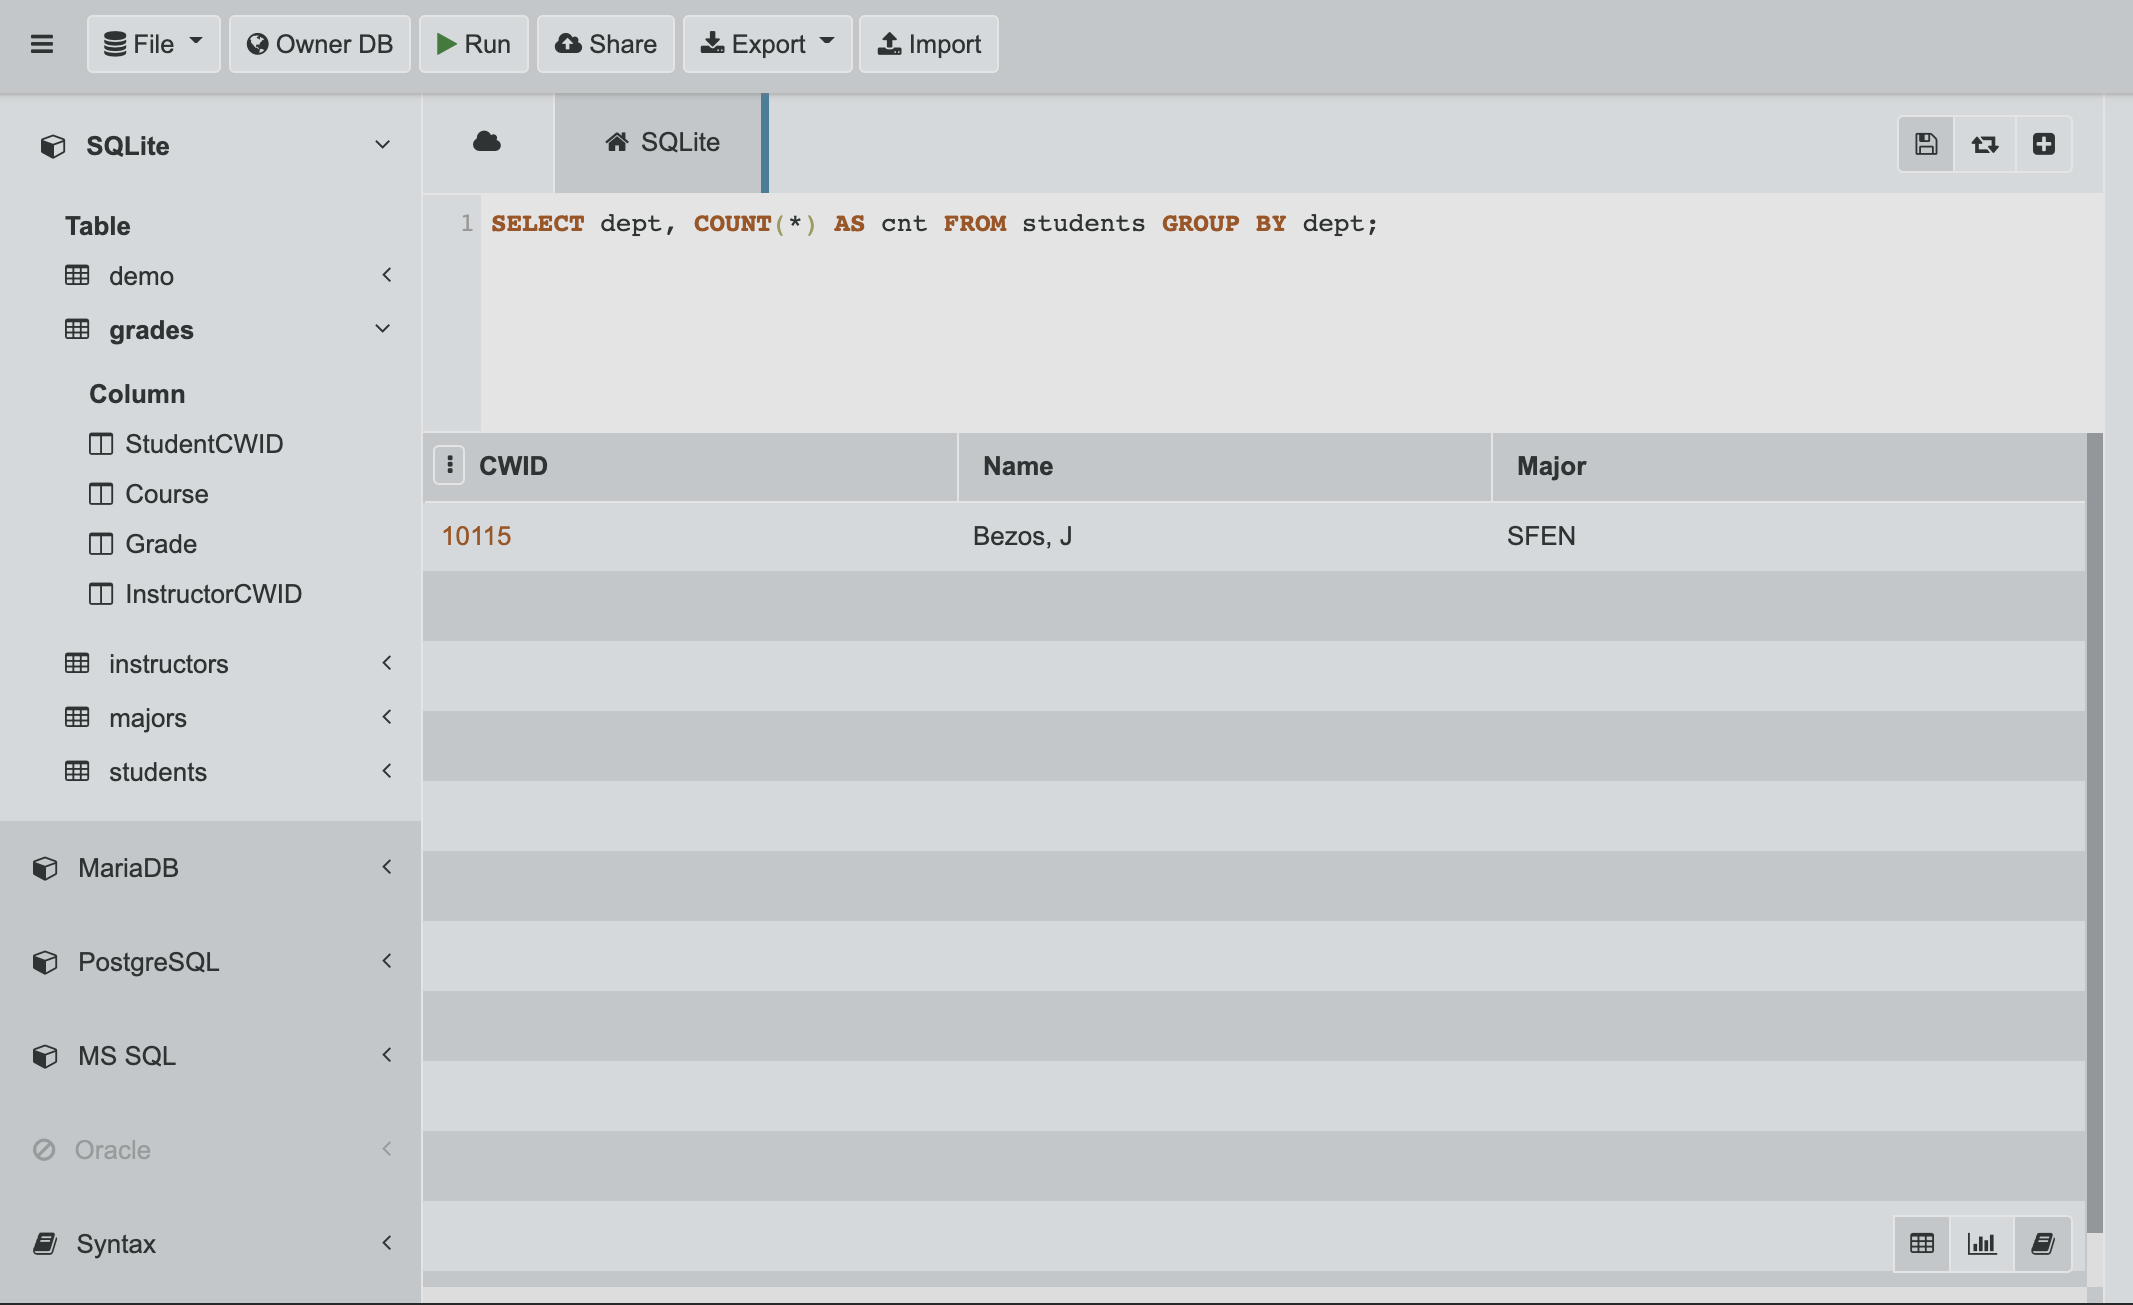 File Owner DB Run Share Export Import
SQLite
Table
demo
grades
Column
StudentCWID
Course
Grade
InstructorCWID
instructors
majors
students
MariaDB
PostgreSQL
MS SQL
Oracle
Syntax
SQLite
1 SELECT dept, COUNT(*) AS cnt FROM students GROUP BY dept;
CWID Name Major
10115 Bezos, J SFEN